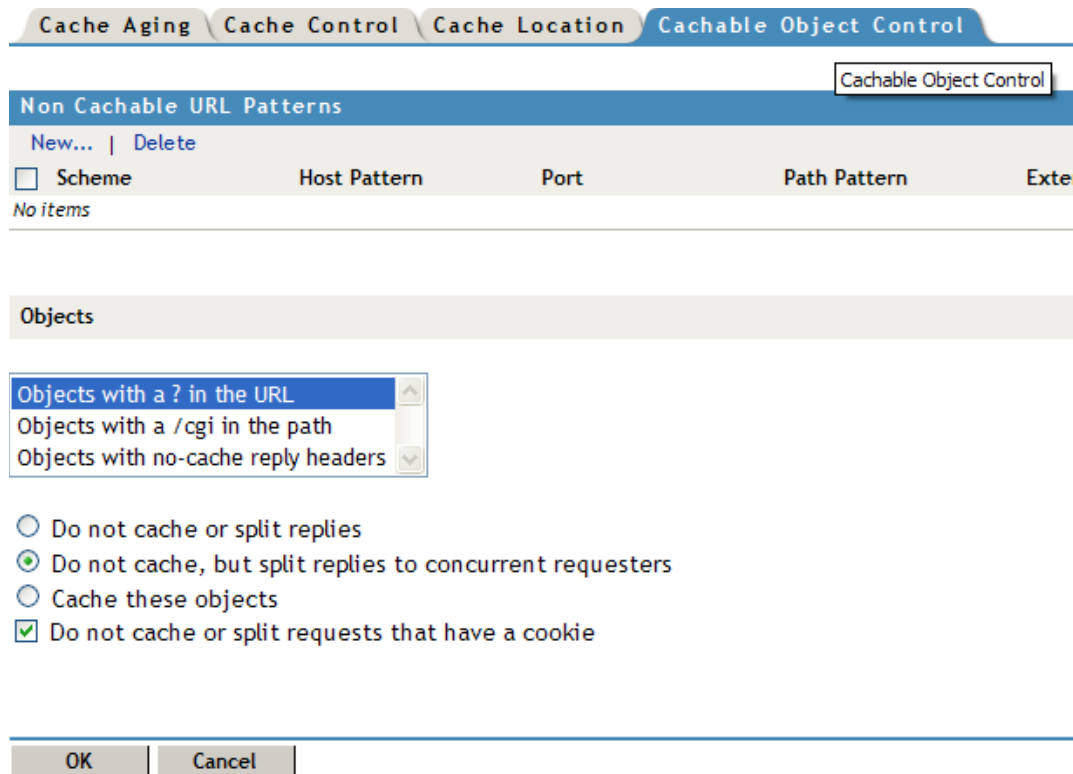 Cache Aging Cache Control Cache Location Cachable Object Control
Cachable Object Control
Non Cachable URL Patterns
New... | Delete
Scheme Host Pattern Port Path Pattern Exte
No items
Objects
Objects with a ? in the URL
Objects with a /cgi in the path
Objects with no-cache reply headers
Do not cache or split replies
Do not cache, but split replies to concurrent requesters
Cache these objects
Do not cache or split requests that have a cookie
OK Cancel